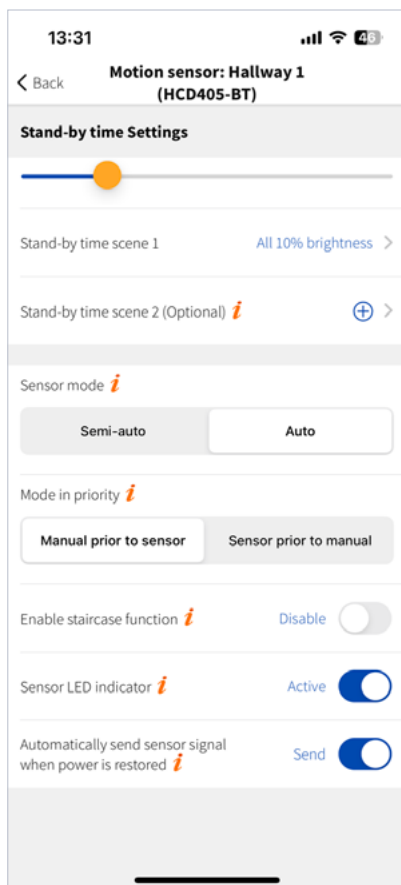 13:31
46
Back
Motion sensor: Hallway 1
(HCD405-BT)
Stand-by time Settings
Stand-by time scene 1 All 10% brightness
Stand-by time scene 2 (Optional) i
Sensor mode i
Semi-auto Auto
Mode in priority i
Manual prior to sensor Sensor prior to manual
Enable staircase function i Disable
Sensor LED indicator i Active
Automatically send sensor signal
when power is restored i Send